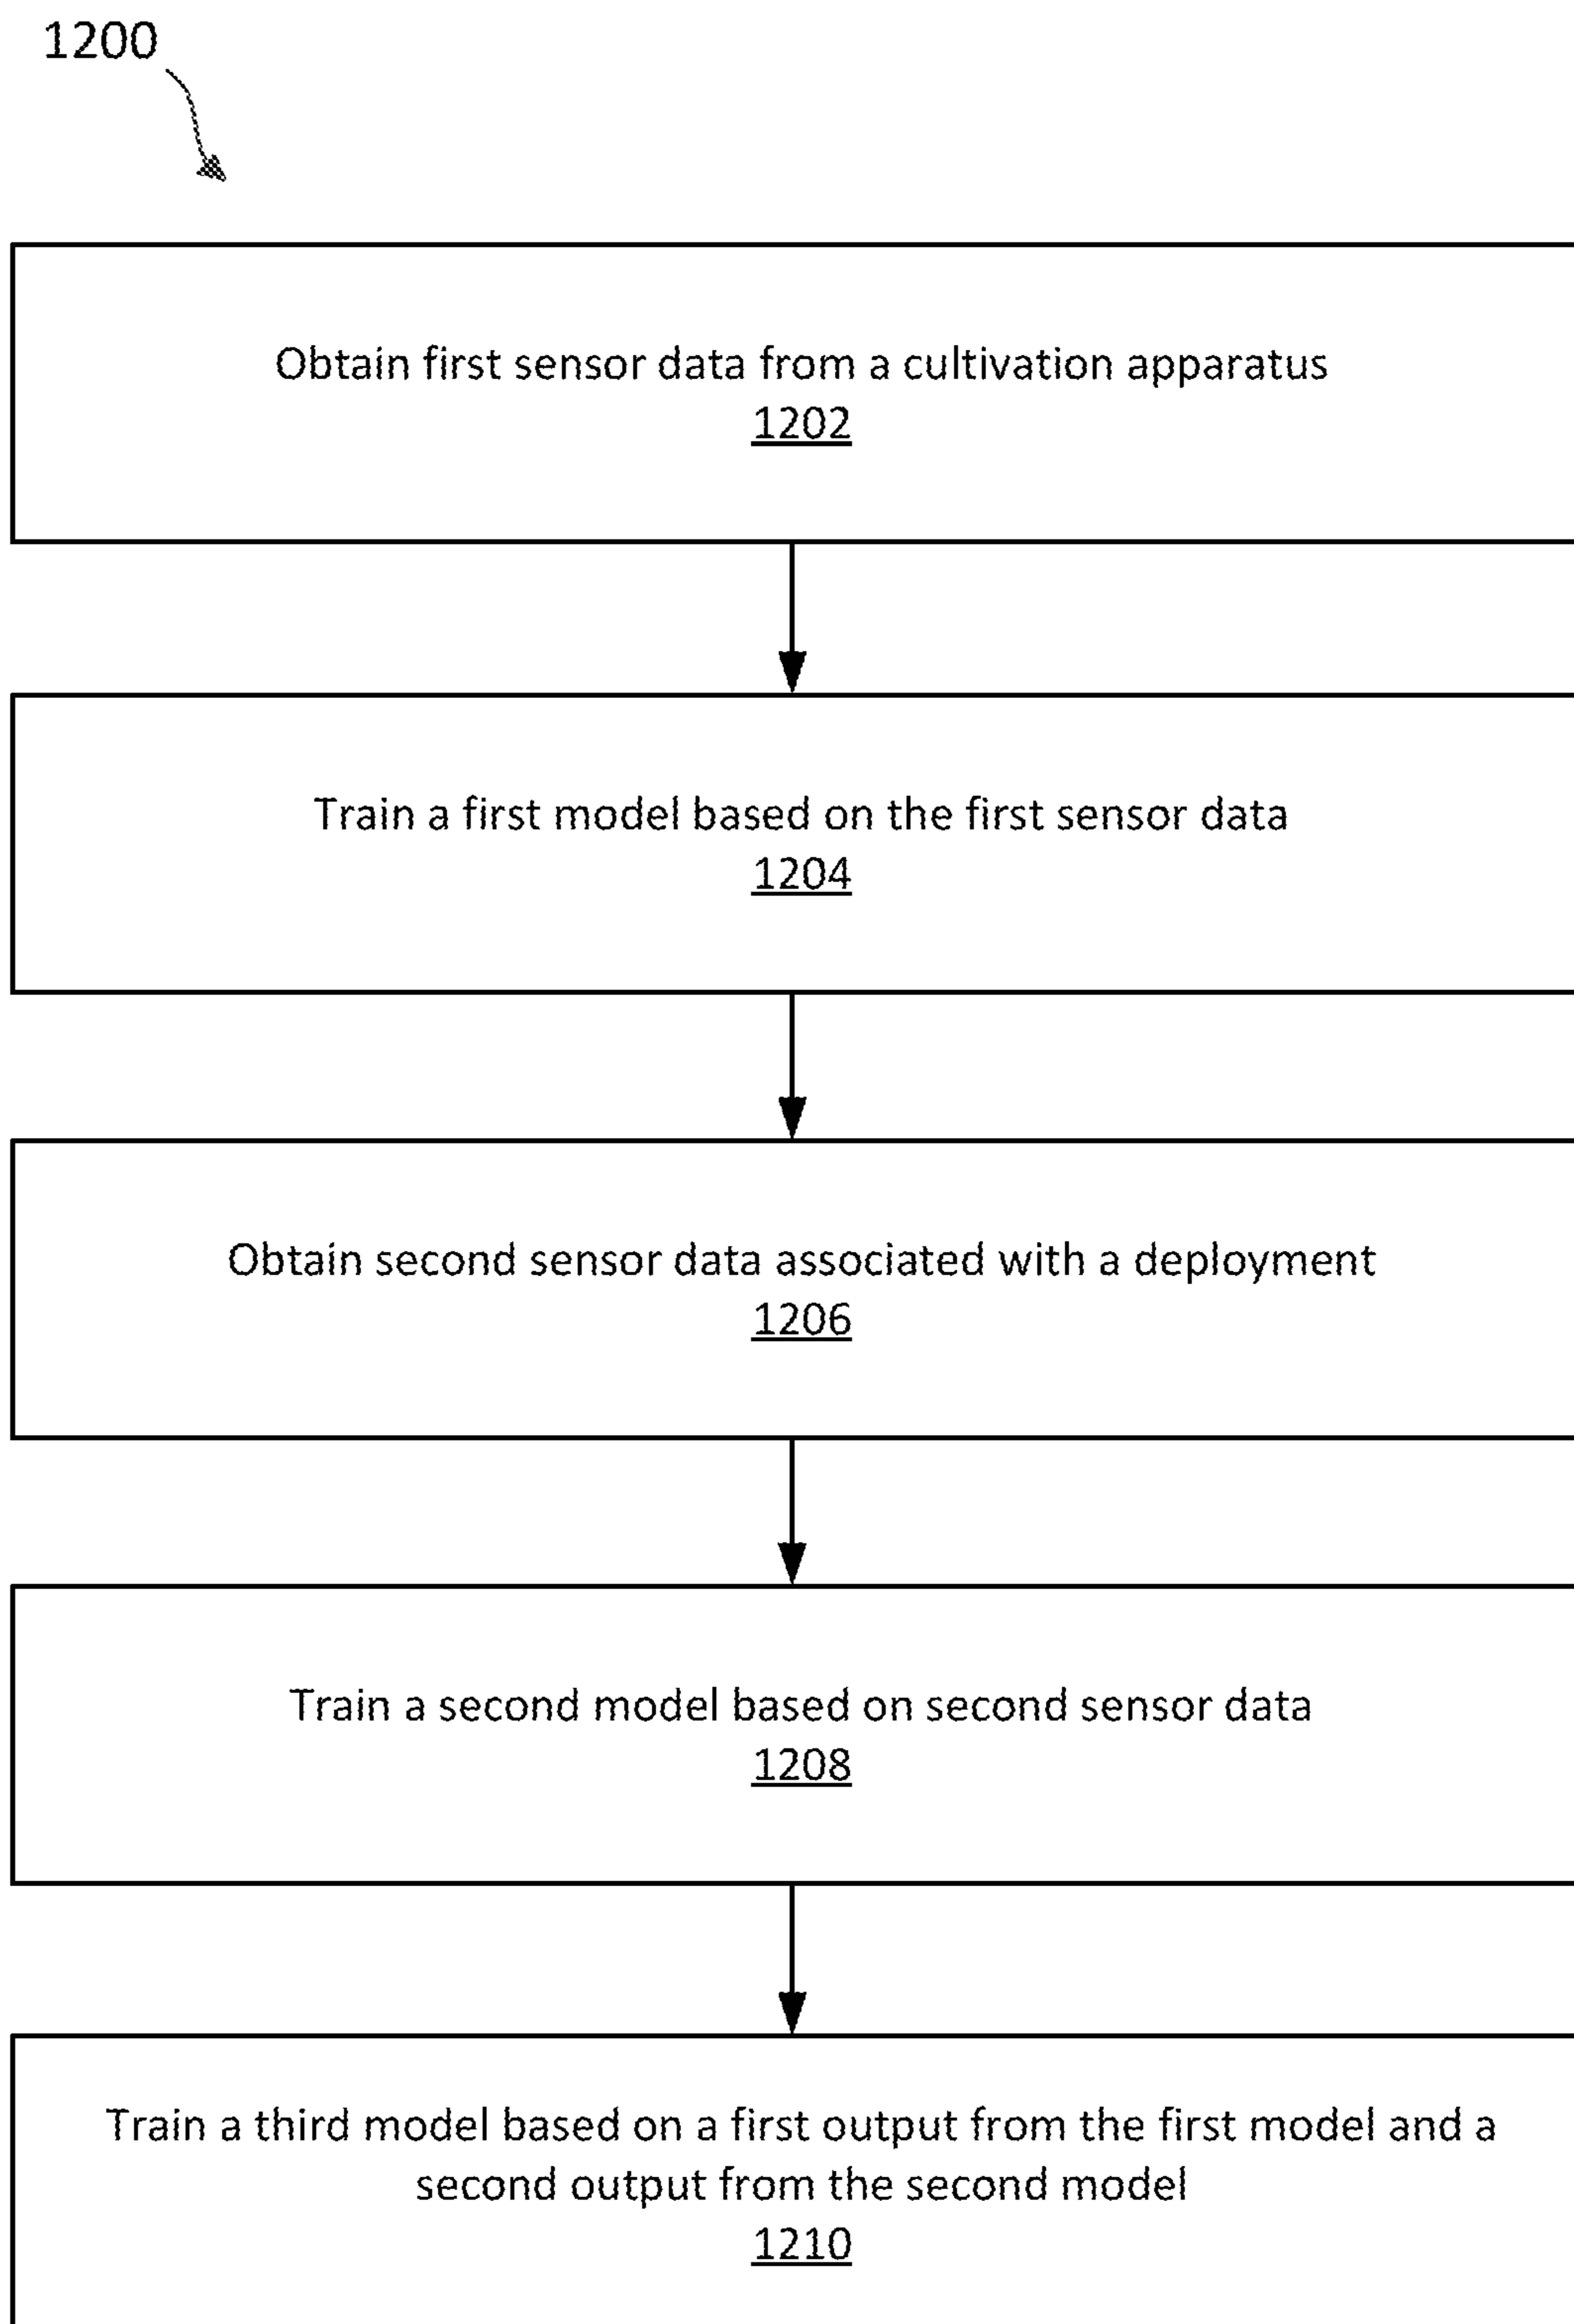 1200
Obtain first sensor data from a cultivation apparatus
1202
Train a first model based on the first sensor data
1204
Obtain second sensor data associated with a deployment
1206
Train a second model based on second sensor data
1208
Train a third model based on a first output from the first model and a
second output from the second model
1210